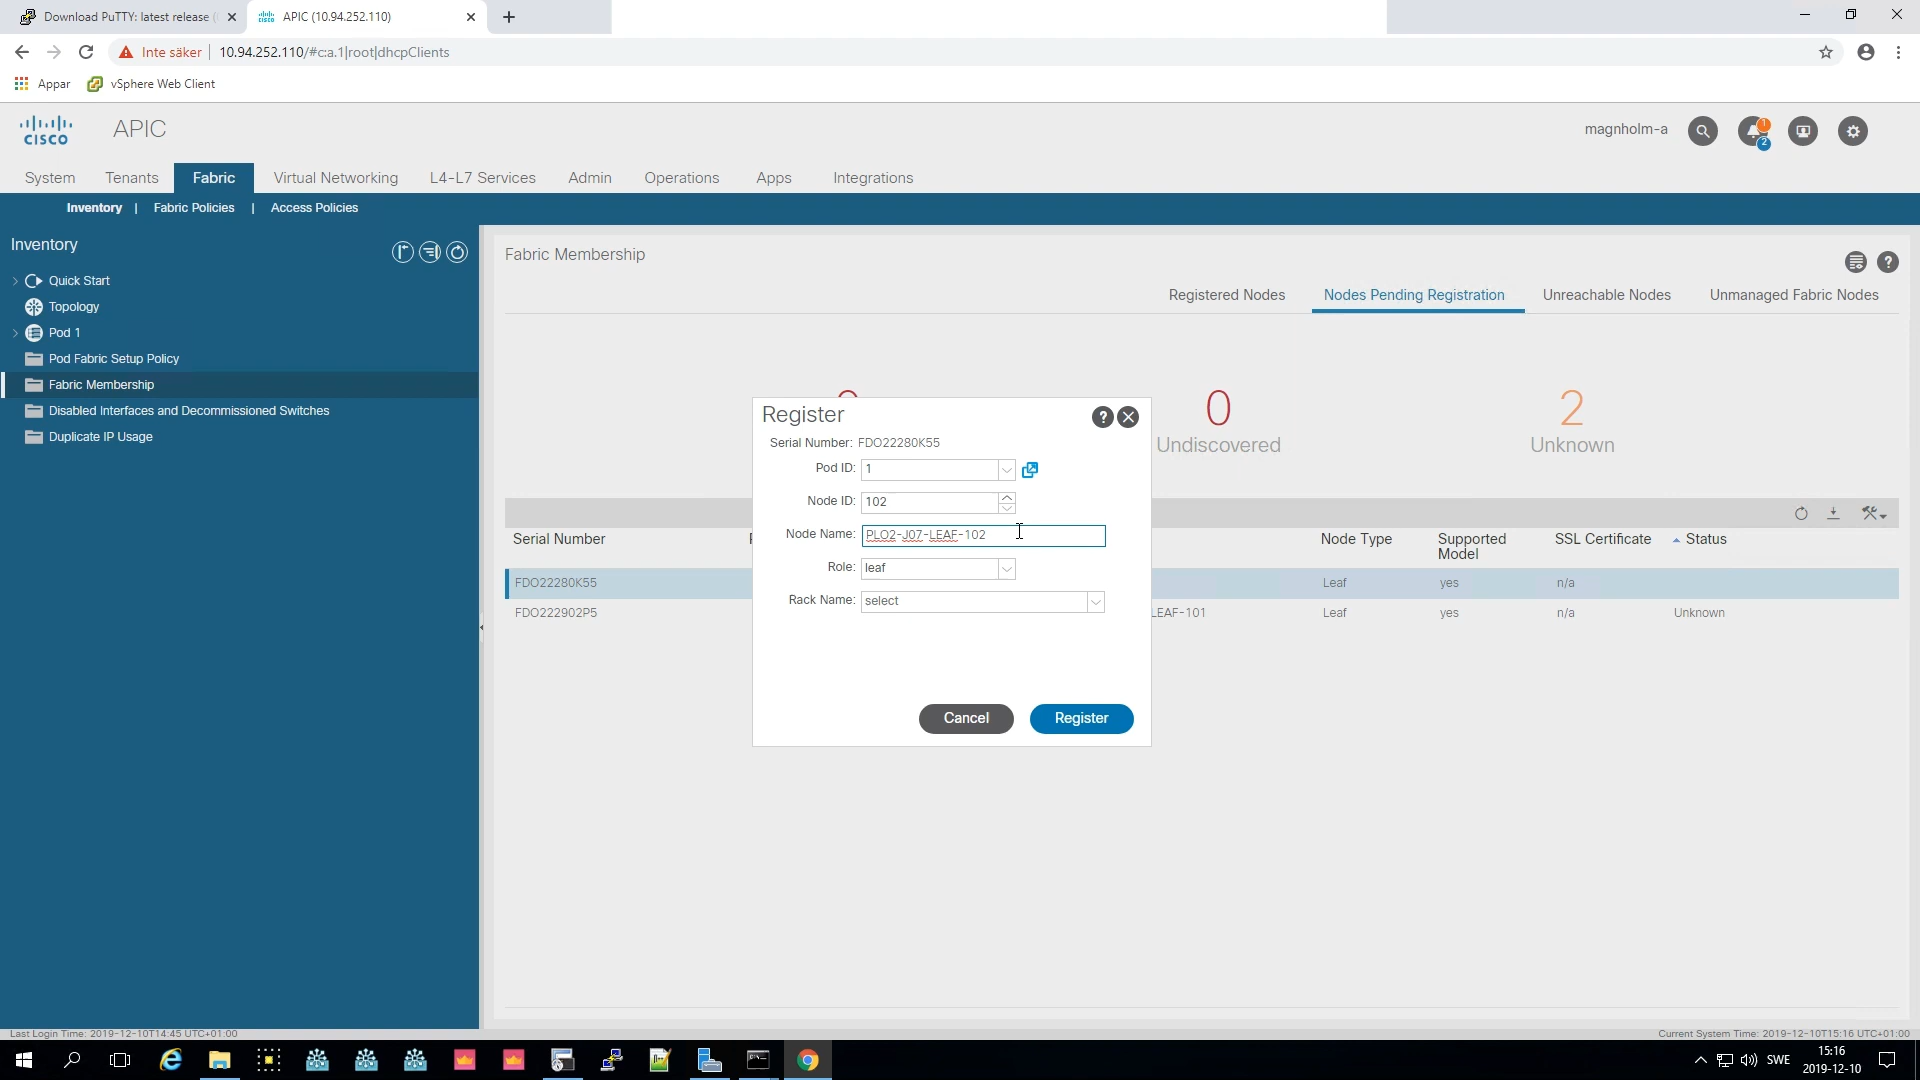 Download PuTTY: latest release (
APIC (10.94.252.110)
Inte säker
10.94.252.110/#c:a.1|root|dhcpClients
Appar
vSphere Web Client
CISCO
APIC
magnholm-a
1
2
System
Tenants
Fabric
Virtual Networking
L4-L7 Services
Admin
Operations
Apps
Integrations
Inventory | Fabric Policies | Access Policies
Inventory
Quick Start
Topology
Pod 1
Pod Fabric Setup Policy
Fabric Membership
Disabled Interfaces and Decommissioned Switches
Duplicate IP Usage
Fabric Membership
Registered Nodes
Nodes Pending Registration
Unreachable Nodes
Unmanaged Fabric Nodes
0
Undiscovered
2
Unknown
Register
Serial Number: FDO22280K55
Pod ID: 1
Node ID: 102
Node Name: PLO2-J07-LEAF-102
Role: leaf
Rack Name: select
Cancel
Register
Serial Number
Node Type
Supported Model
SSL Certificate
Status
FDO22280K55
Leaf
yes
n/a
FDO222902P5
LEAF-101
Leaf
yes
n/a
Unknown
Last Login Time: 2019-12-10T14:45 UTC+01:00
Current System Time: 2019-12-10T15:16 UTC+01:00
SWE
15:16
2019-12-10